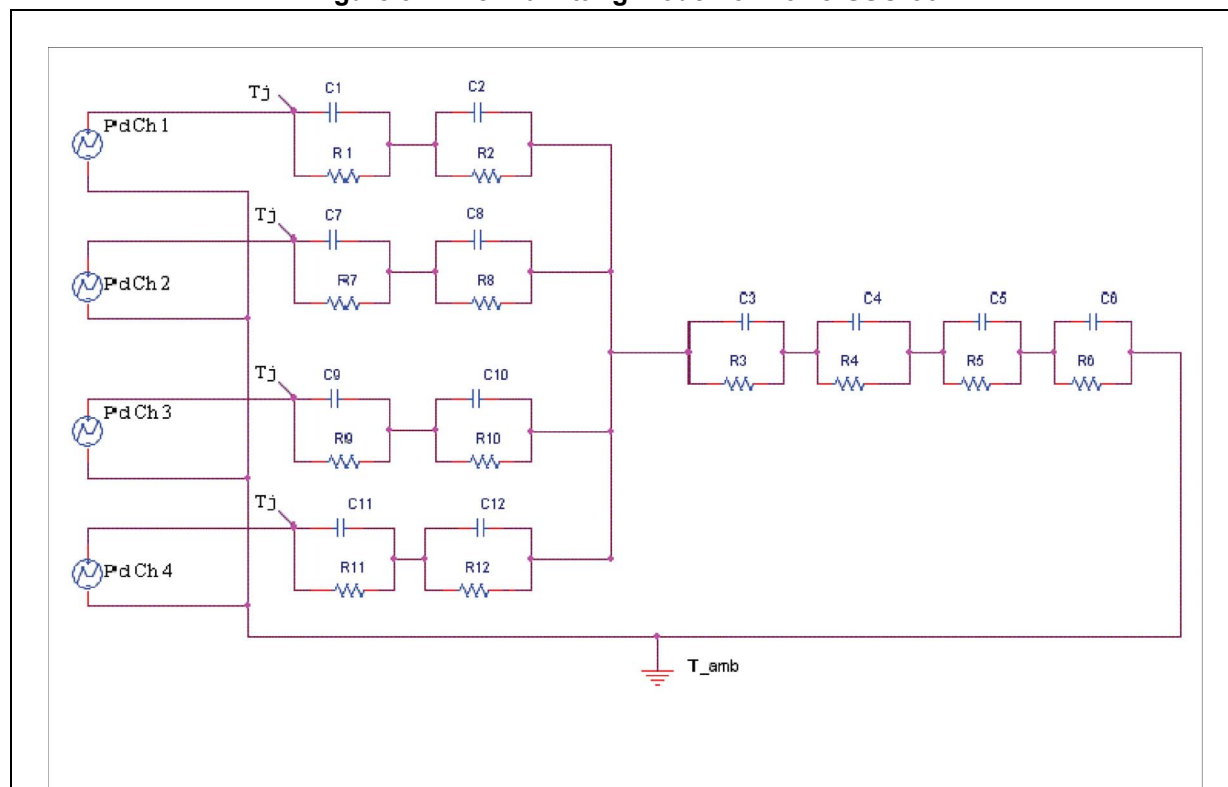 Tj
C1
C2
PdCh1
R1
R2
Tj
C7
C8
PdCh2
R7
R8
C3
C4
C5
C6
R3
R4
R5
R6
Tj
C9
C10
PdCh3
R9
R10
Tj
C11
C12
PdCh4
R11
R12
T_amb